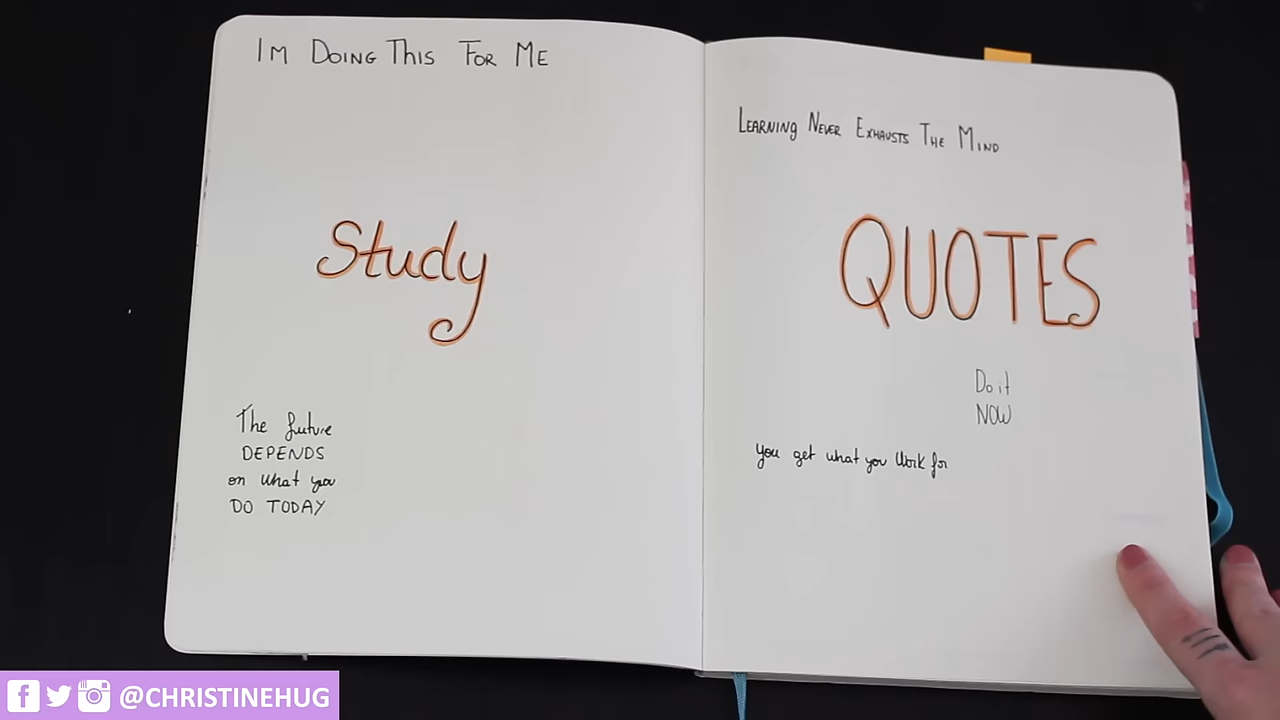 IM DOING THIS FOR ME
Study
The future
DEPENDS
on what you
DO TODAY
LEARNING NEVER EXHAUSTS THE MIND
QUOTES
Do it
NOW
You get what you work for
@CHRISTINEHUG